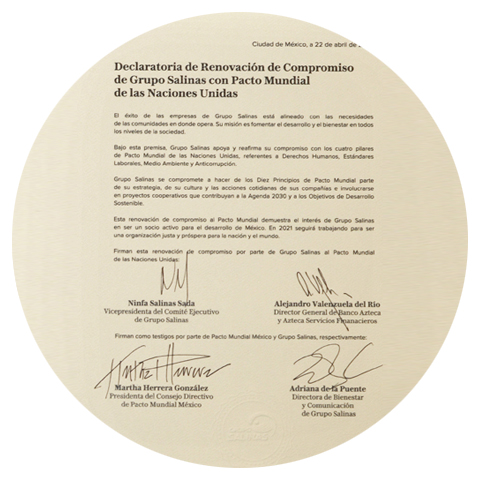 Ciudad de México, a 22 de abril de
Declaratoria de Renovación de Compromiso
de Grupo Salinas con Pacto Mundial
de las Naciones Unidas
El éxito de las empresas de Grupo Salinas está alineado con las necesidades
de las comunidades en donde opera. Su misión es fomentar el desarrollo y el bienestar en todos
los niveles de la sociedad.
Bajo esta premisa, Grupo Salinas apoya y reafirma su compromiso con los cuatro pilares
de Pacto Mundial de las Naciones Unidas, referentes a Derechos Humanos, Estándares
Laborales, Medio Ambiente y Anticorrupción.
Grupo Salinas se compromete a hacer de los Diez Principios de Pacto Mundial parte
de su estrategia, de su cultura y las acciones cotidianas de sus compañías e involucrarse
en proyectos cooperativos que contribuyan a la Agenda 2030 y a los Objetivos de Desarrollo
Sostenible.
Esta renovación de compromiso al Pacto Mundial demuestra el interés de Grupo Salinas
en ser un socio activo para el desarrollo de México. En 2021 seguirá trabajando para ser
una organización justa y próspera para la nación y el mundo.
Firman esta renovación de compromiso por parte de Grupo Salinas al Pacto Mundial
de las Naciones Unidas:
Ninfa Salinas Sada
Vicepresidenta del Comité Ejecutivo
de Grupo Salinas
Alejandro Valenzuela del Río
Director General de Banco Azteca
y Azteca Servicios Finanacieros
Firman como testigos por parte de Pacto Mundial México y Grupo Salinas, respectivamente:
Martha Herrera González
Presidenta del Consejo Directivo
de Pacto Mundial México
Adriana de la Puente
Directora de Bienestar
y Comunicación
de Grupo Salinas